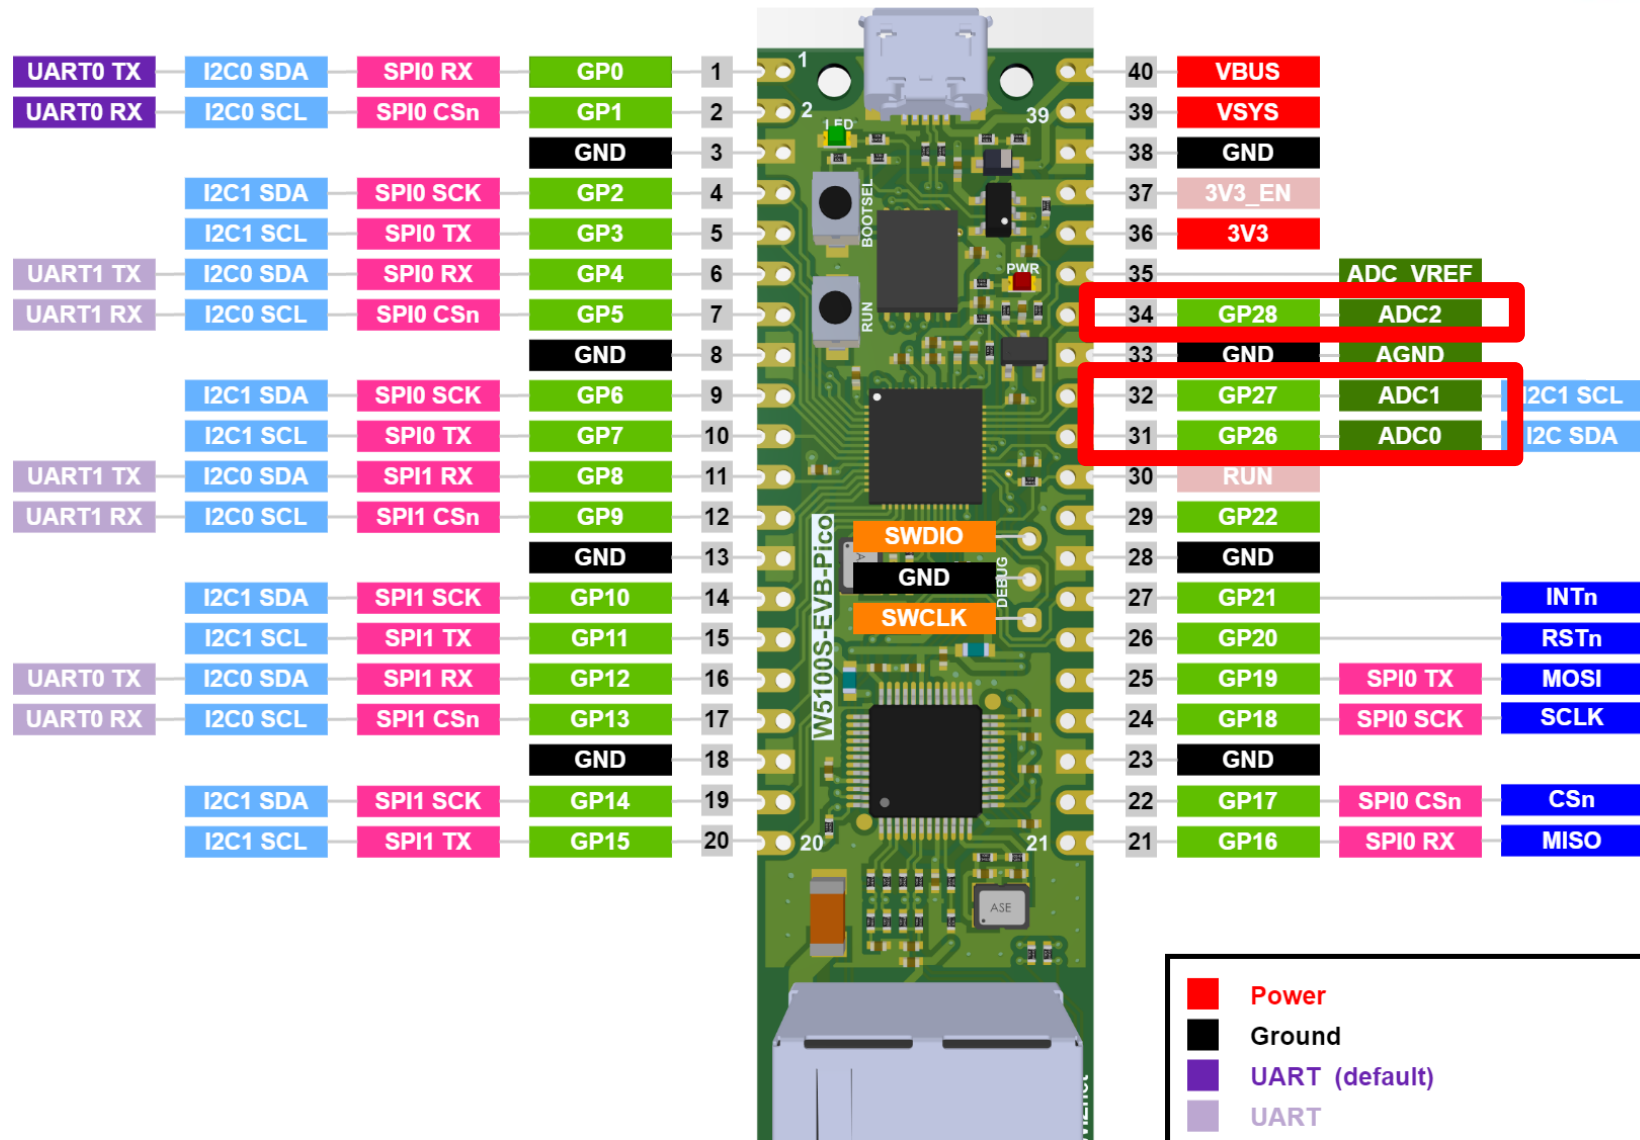 UART0 TX I2C0 SDA SPI0 RX GP0 1 1 40 VBUS
UART0 RX I2C0 SCL SPI0 CSn GP1 2 2 39 39 VSYS
LED
GND 3 38 GND
I2C1 SDA SPI0 SCK GP2 4 37 3V3_EN
BOOTSEL
I2C1 SCL SPI0 TX GP3 5 36 3V3
UART1 TX I2C0 SDA SPI0 RX GP4 6 PWR 35 ADC_VREF
UART1 RX I2C0 SCL SPI0 CSn GP5 7 RUN 34 GP28 ADC2
GND 8 33 GND AGND
I2C1 SDA SPI0 SCK GP6 9 32 GP27 ADC1 I2C1 SCL
I2C1 SCL SPI0 TX GP7 10 31 GP26 ADC0 I2C SDA
UART1 TX I2C0 SDA SPI1 RX GP8 11 30 RUN
UART1 RX I2C0 SCL SPI1 CSn GP9 12 29 GP22
SWDIO
GND 13 28 GND
GND
DEBUG
I2C1 SDA SPI1 SCK GP10 14 27 GP21 INTn
SWCLK
I2C1 SCL SPI1 TX GP11 15 26 GP20 RSTn
W5100S-EVB-Pico
UART0 TX I2C0 SDA SPI1 RX GP12 16 25 GP19 SPI0 TX MOSI
UART0 RX I2C0 SCL SPI1 CSn GP13 17 24 GP18 SPI0 SCK SCLK
GND 18 23 GND
I2C1 SDA SPI1 SCK GP14 19 22 GP17 SPI0 CSn CSn
I2C1 SCL SPI1 TX GP15 20 20 21 21 GP16 SPI0 RX MISO
ASE
Power
Ground
UART (default)
UART